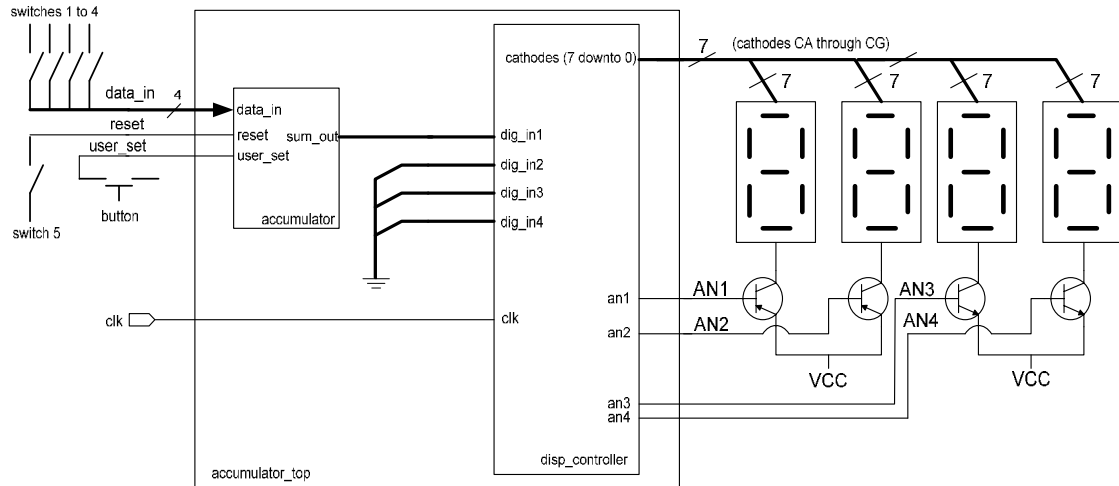 switches 1 to 4
data_in
4
reset
user_set
button
switch 5
clk
data_in
reset
user_set
sum_out
accumulator
accumulator_top
cathodes (7 downto 0)
dig_in1
dig_in2
dig_in3
dig_in4
clk
an1
an2
an3
an4
disp_controller
7
(cathodes CA through CG)
7
7
7
7
AN1
AN2
AN3
AN4
VCC
VCC